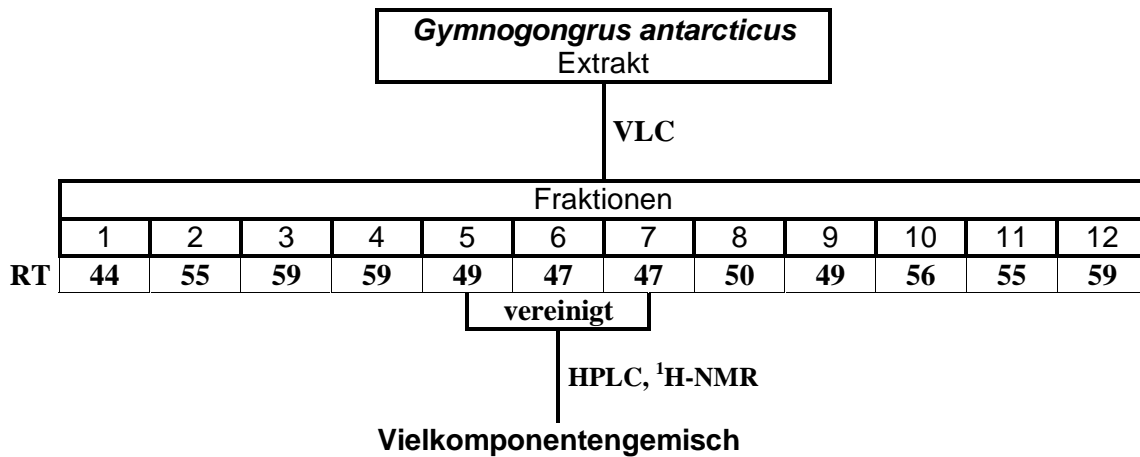 Gymnogongrus antarcticus
Extrakt
VLC
Fraktionen
1 2 3 4 5 6 7 8 9 10 11 12
RT 44 55 59 59 49 47 47 50 49 56 55 59
vereinigt
HPLC, ¹H-NMR
Vielkomponentengemisch